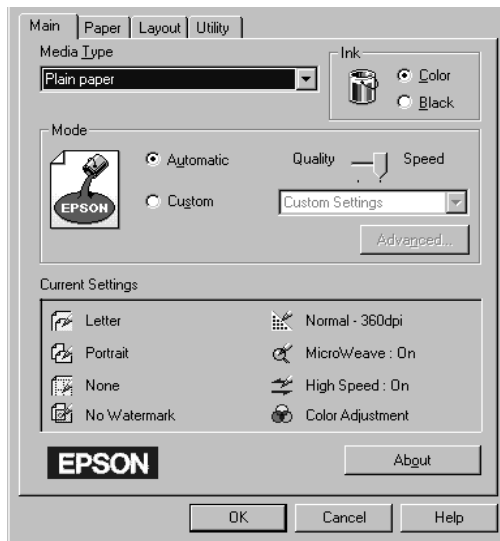 Main Paper Layout Utility
Media Type
Plain paper
Ink
Color
Black
Mode
EPSON
Automatic
Custom
Quality Speed
Custom Settings
Advanced...
Current Settings
Letter
Portrait
None
No Watermark
Normal - 360dpi
MicroWeave : On
High Speed : On
Color Adjustment
EPSON
About
OK Cancel Help